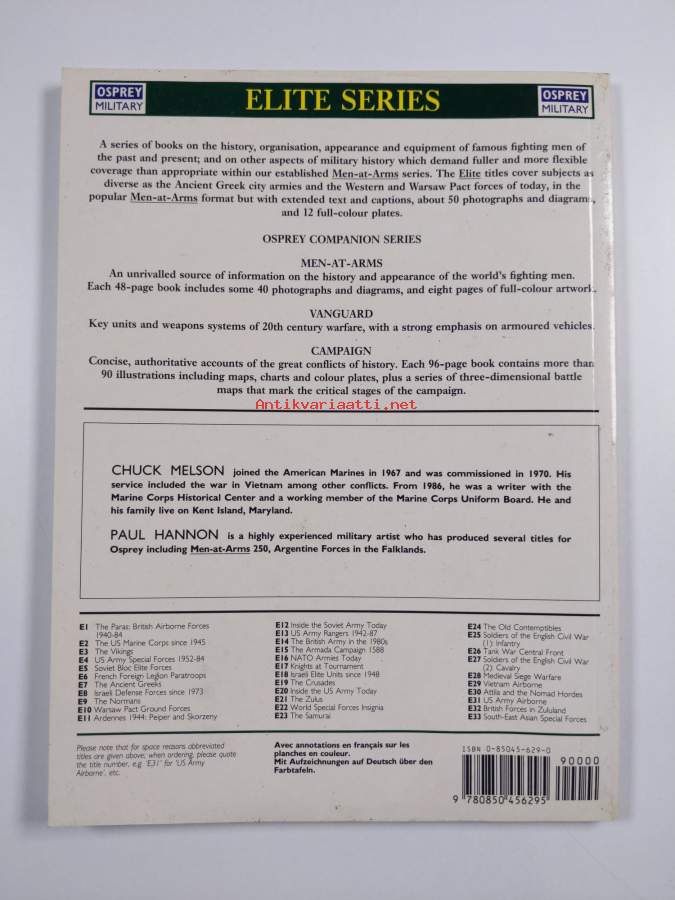 OSPREY
MILITARY
ELITE SERIES
OSPREY
MILITARY
A series of books on the history, organisation, appearance and equipment of famous fighting men of
the past and present; and on other aspects of military history which demand fuller and more flexible
coverage than appropriate within our established Men-at-Arms series. The Elite titles cover subjects as
diverse as the Ancient Greek city armies and the Western and Warsaw Pact forces of today, in the
popular Men-at-Arms format but with extended text and captions, about 50 photographs and diagrams,
and 12 full-colour plates.
OSPREY COMPANION SERIES
MEN-AT-ARMS
An unrivalled source of information on the history and appearance of the world's fighting men.
Each 48-page book includes some 40 photographs and diagrams, and eight pages of full-colour artwork.
VANGUARD
Key units and weapons systems of 20th century warfare, with a strong emphasis on armoured vehicles.
CAMPAIGN
Concise, authoritative accounts of the great conflicts of history. Each 96-page book contains more than
90 illustrations including maps, charts and colour plates, plus a series of three-dimensional battle
maps that mark the critical stages of the campaign.
Antikvariaatti.net
CHUCK MELSON joined the American Marines in 1967 and was commissioned in 1970. His
service included the war in Vietnam among other conflicts. From 1986, he was a writer with the
Marine Corps Historical Center and a working member of the Marine Corps Uniform Board. He and
his family live on Kent Island, Maryland.
PAUL HANNON is a highly experienced military artist who has produced several titles for
Osprey including Men-at-Arms 250, Argentine Forces in the Falklands.
E1 The Paras: British Airborne Forces
1940-84
E2 The US Marine Corps since 1945
E3 The Vikings
E4 US Army Special Forces 1952-84
E5 Soviet Bloc Elite Forces
E6 French Foreign Legion Paratroops
E7 The Ancient Greeks
E8 Israeli Defense Forces since 1973
E9 The Normans
E10 Warsaw Pact Ground Forces
E11 Ardennes 1944: Peiper and Skorzeny
E12 Inside the Soviet Army Today
E13 US Army Rangers 1942-87
E14 The British Army in the 1980s
E15 The Armada Campaign 1588
E16 NATO Armies Today
E17 Knights at Tournament
E18 Israeli Elite Units since 1948
E19 The Crusades
E20 Inside the US Army Today
E21 The Zulus
E22 World Special Forces Insignia
E23 The Samurai
E24 The Old Contemptibles
E25 Soldiers of the English Civil War
(1): Infantry
E26 Tank War Central Front
E27 Soldiers of the English Civil War
(2): Cavalry
E28 Medieval Siege Warfare
E29 Vietnam Airborne
E30 Attila and the Nomad Hordes
E31 US Army Airborne
E32 British Forces in Zululand
E33 South-East Asian Special Forces
Please note that for space reasons abbreviated
titles are given above; when ordering, please quote
the title number, e.g. 'E31' for 'US Army
Airborne', etc.
Avec annotations en français sur les
planches en couleur.
Mit Aufzeichnungen auf Deutsch über den
Farbtafeln.
ISBN 0-85045-629-0
90000
9 780850 456295